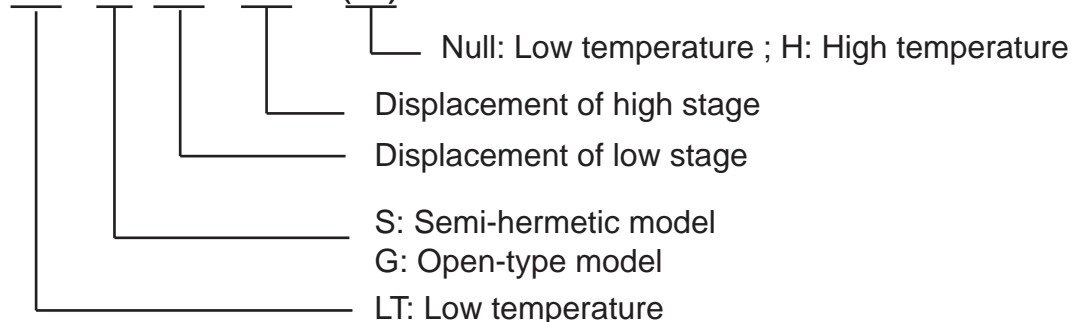 Null: Low temperature ; H: High temperature
Displacement of high stage
Displacement of low stage
S: Semi-hermetic model
G: Open-type model
LT: Low temperature